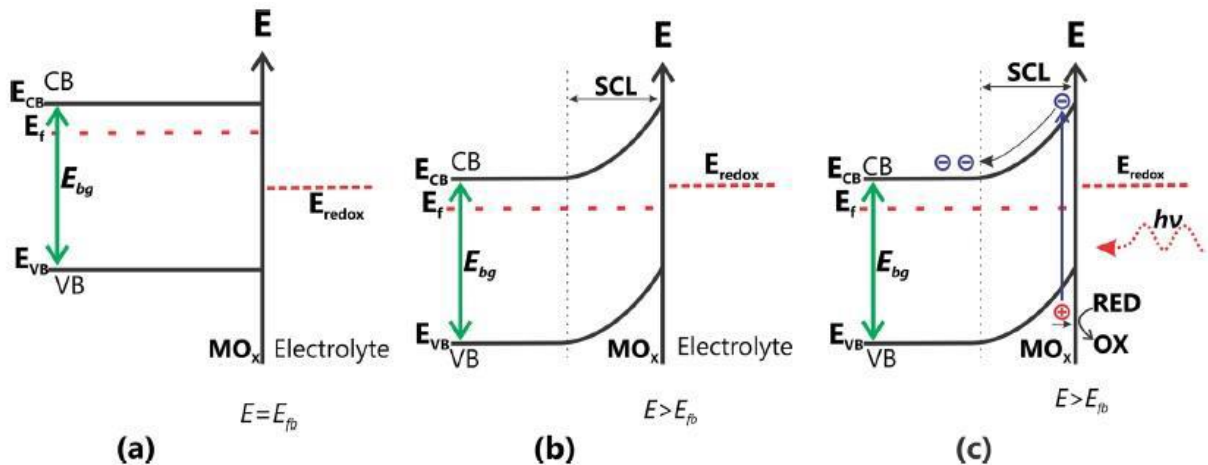 E
CB
E_CB
E_f
E_bg
E_redox
E_VB
VB
MO_x Electrolyte
E=E_fb
(a)
E
SCL
CB
E_CB
E_redox
E_f
E_bg
E_VB
VB
MO_x Electrolyte
E>E_fb
(b)
E
SCL
CB
E_CB
E_redox
E_f
hν
E_bg
RED
E_VB
VB
MO_x
OX
E>E_fb
(c)